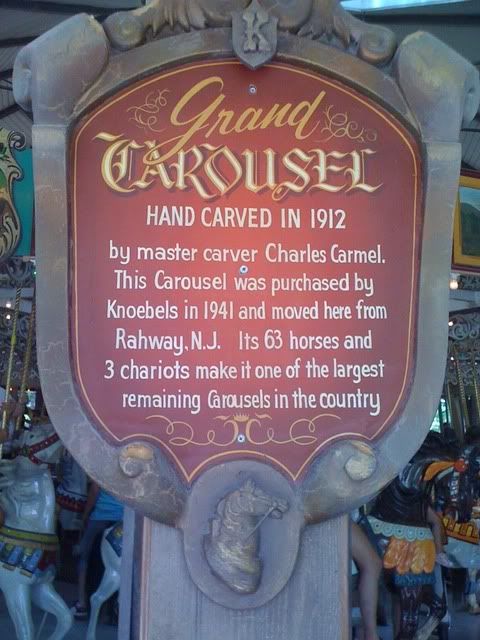 K
Grand
CAROUSEL
HAND CARVED IN 1912
by master carver Charles Carmel.
This Carousel was purchased by
Knoebels in 1941 and moved here from
Rahway, N.J. Its 63 horses and
3 chariots make it one of the largest
remaining Carousels in the country